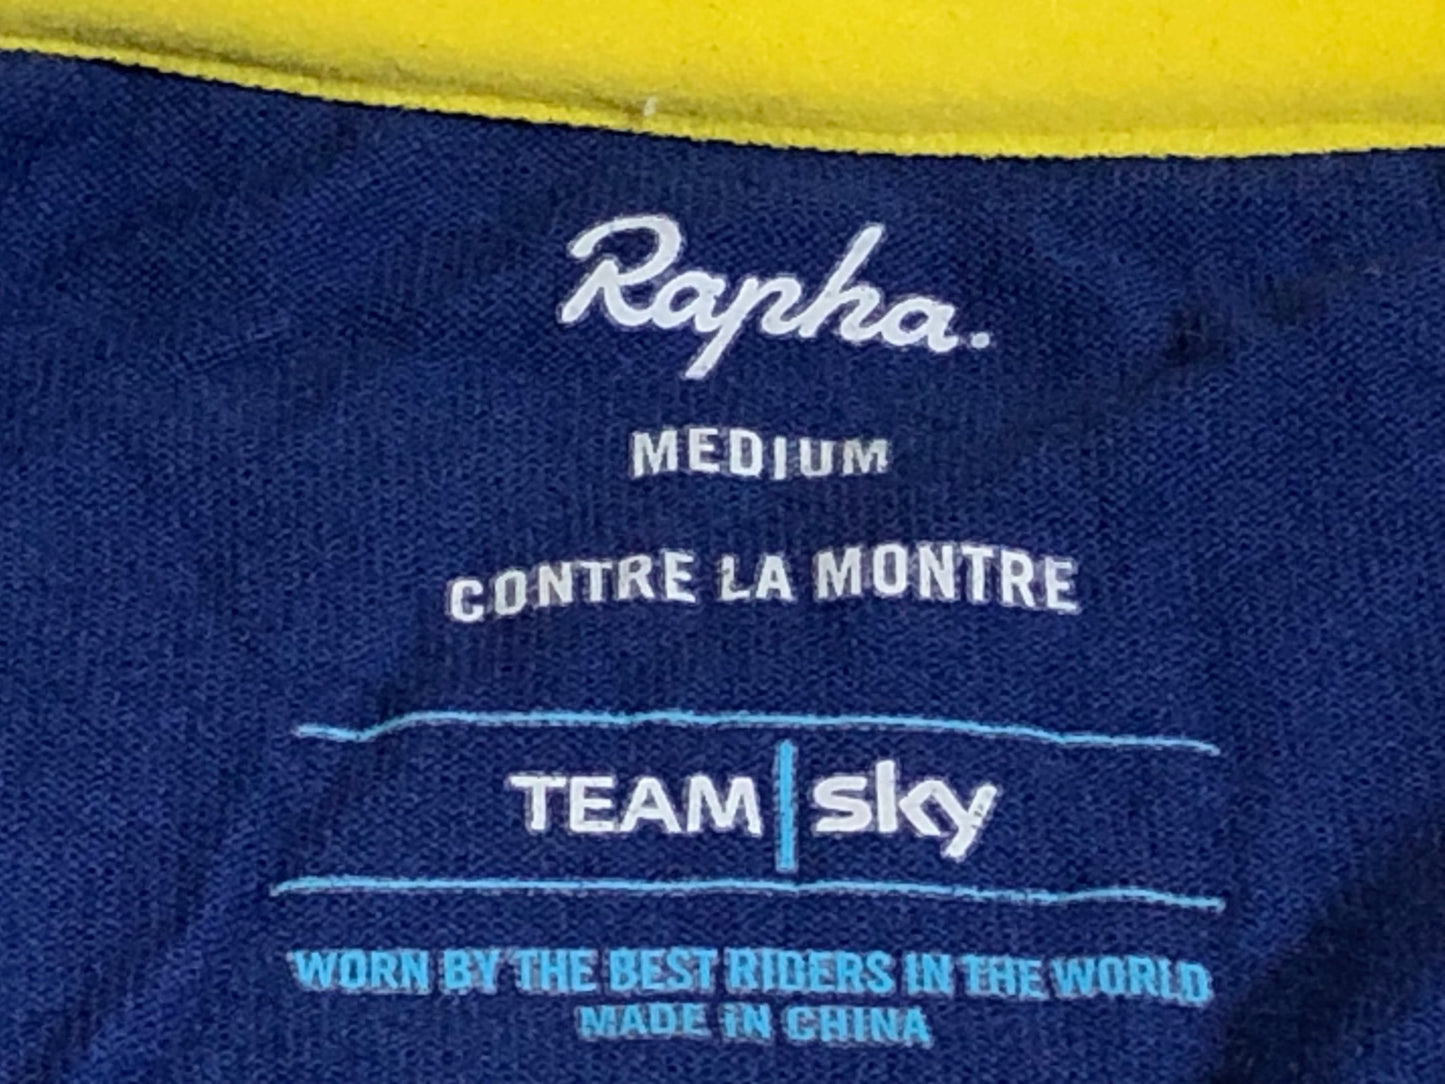 Rapha.
MEDIUM
CONTRE LA MONTRE
TEAM sky
WORN BY THE BEST RIDERS IN THE WORLD
MADE IN CHINA